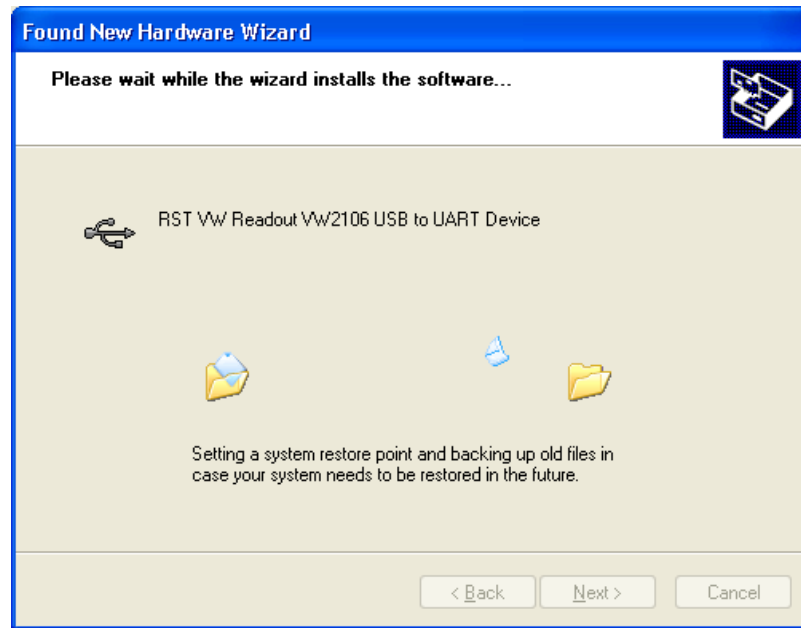 Found New Hardware Wizard
Please wait while the wizard installs the software...
RST VW Readout VW2106 USB to UART Device
Setting a system restore point and backing up old files in
case your system needs to be restored in the future.
< Back Next > Cancel